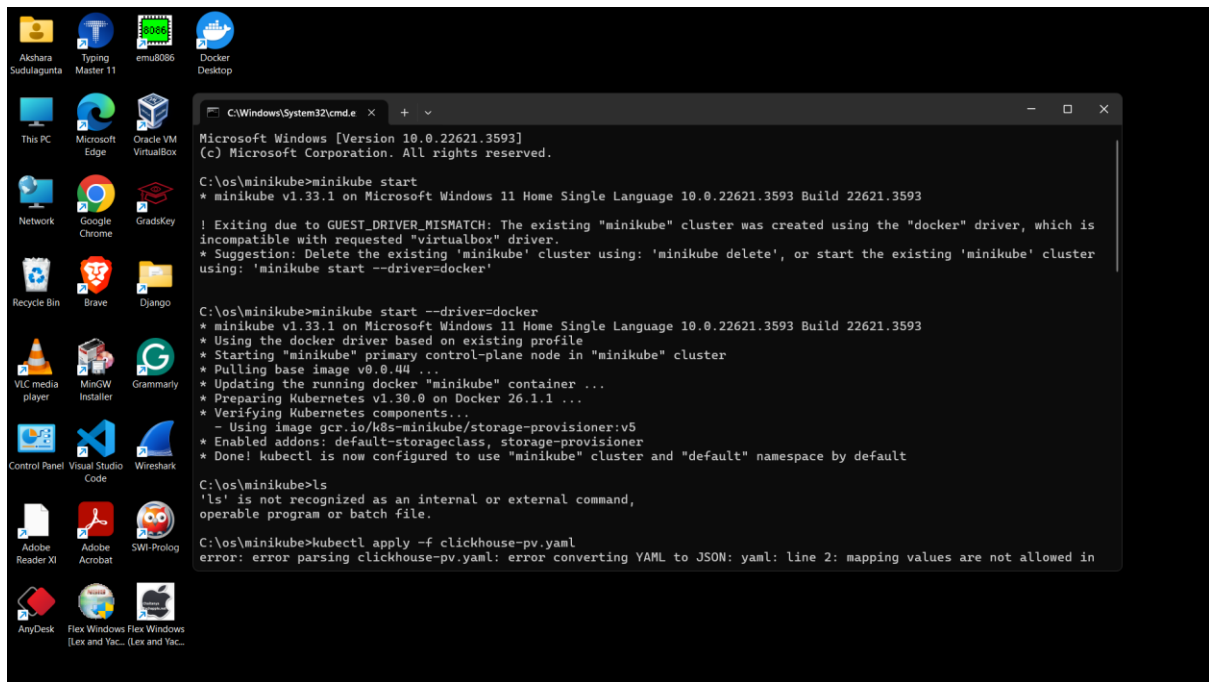 Akshara
Sudulagunta
Typing
Master 11
8086
emu8086
Docker
Desktop
This PC
Microsoft
Edge
Oracle VM
VirtualBox
Network
Google
Chrome
GradsKey
Recycle Bin
Brave
Django
VLC media
player
MinGW
Installer
Grammarly
Control Panel
Visual Studio
Code
Wireshark
Adobe
Reader XI
Adobe
Acrobat
SWI-Prolog
AnyDesk
Flex Windows
[Lex and Yac...
Flex Windows
(Lex and Yac...
C:\Windows\System32\cmd.e
Microsoft Windows [Version 10.0.22621.3593]
(c) Microsoft Corporation. All rights reserved.
C:\os\minikube>minikube start
* minikube v1.33.1 on Microsoft Windows 11 Home Single Language 10.0.22621.3593 Build 22621.3593
! Exiting due to GUEST_DRIVER_MISMATCH: The existing "minikube" cluster was created using the "docker" driver, which is
incompatible with requested "virtualbox" driver.
* Suggestion: Delete the existing 'minikube' cluster using: 'minikube delete', or start the existing 'minikube' cluster
using: 'minikube start --driver=docker'
C:\os\minikube>minikube start --driver=docker
* minikube v1.33.1 on Microsoft Windows 11 Home Single Language 10.0.22621.3593 Build 22621.3593
* Using the docker driver based on existing profile
* Starting "minikube" primary control-plane node in "minikube" cluster
* Pulling base image v0.0.44 ...
* Updating the running docker "minikube" container ...
* Preparing Kubernetes v1.30.0 on Docker 26.1.1 ...
* Verifying Kubernetes components...
- Using image gcr.io/k8s-minikube/storage-provisioner:v5
* Enabled addons: default-storageclass, storage-provisioner
* Done! kubectl is now configured to use "minikube" cluster and "default" namespace by default
C:\os\minikube>ls
'ls' is not recognized as an internal or external command,
operable program or batch file.
C:\os\minikube>kubectl apply -f clickhouse-pv.yaml
error: error parsing clickhouse-pv.yaml: error converting YAML to JSON: yaml: line 2: mapping values are not allowed in